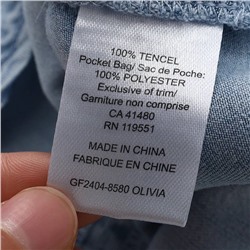 100% TENCEL
Pocket Bag/ Sac de Poche:
100% POLYESTER
Exclusive of trim/
Garniture non comprise
CA 41480
RN 119551
MADE IN CHINA
FABRIQUE EN CHINE
GF2404-8580 OLIVIA